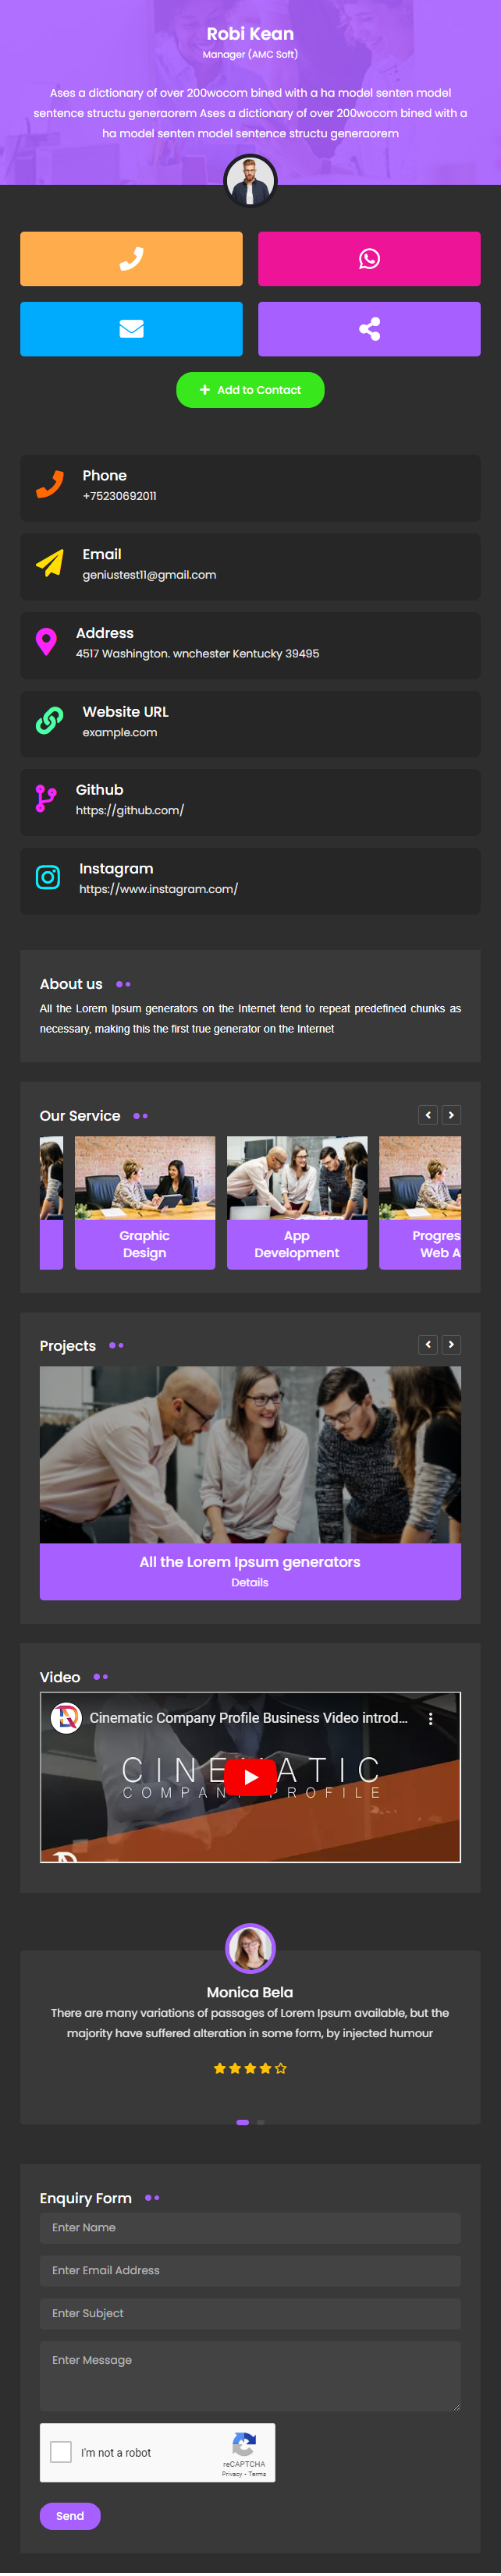 Robi Kean
Manager (AMC Soft)
Ases a dictionary of over 200wocom bined with a ha model senten model
sentence structu generaorem Ases a dictionary of over 200wocom bined with a
ha model senten model sentence structu generaorem
Add to Contact
Phone
+75230692011
Email
geniustest11@gmail.com
Address
4517 Washington. wnchester Kentucky 39495
Website URL
example.com
Github
https://github.com/
Instagram
https://www.instagram.com/
About us
All the Lorem Ipsum generators on the Internet tend to repeat predefined chunks as
necessary, making this the first true generator on the Internet
Our Service
Graphic
Design
App
Development
Progres
Web A
Projects
All the Lorem Ipsum generators
Details
Video
Cinematic Company Profile Business Video introd...
CINEMATIC
COMPANY PROFILE
Monica Bela
There are many variations of passages of Lorem Ipsum available, but the
majority have suffered alteration in some form, by injected humour
Enquiry Form
Enter Name
Enter Email Address
Enter Subject
Enter Message
I'm not a robot
reCAPTCHA
Privacy - Terms
Send